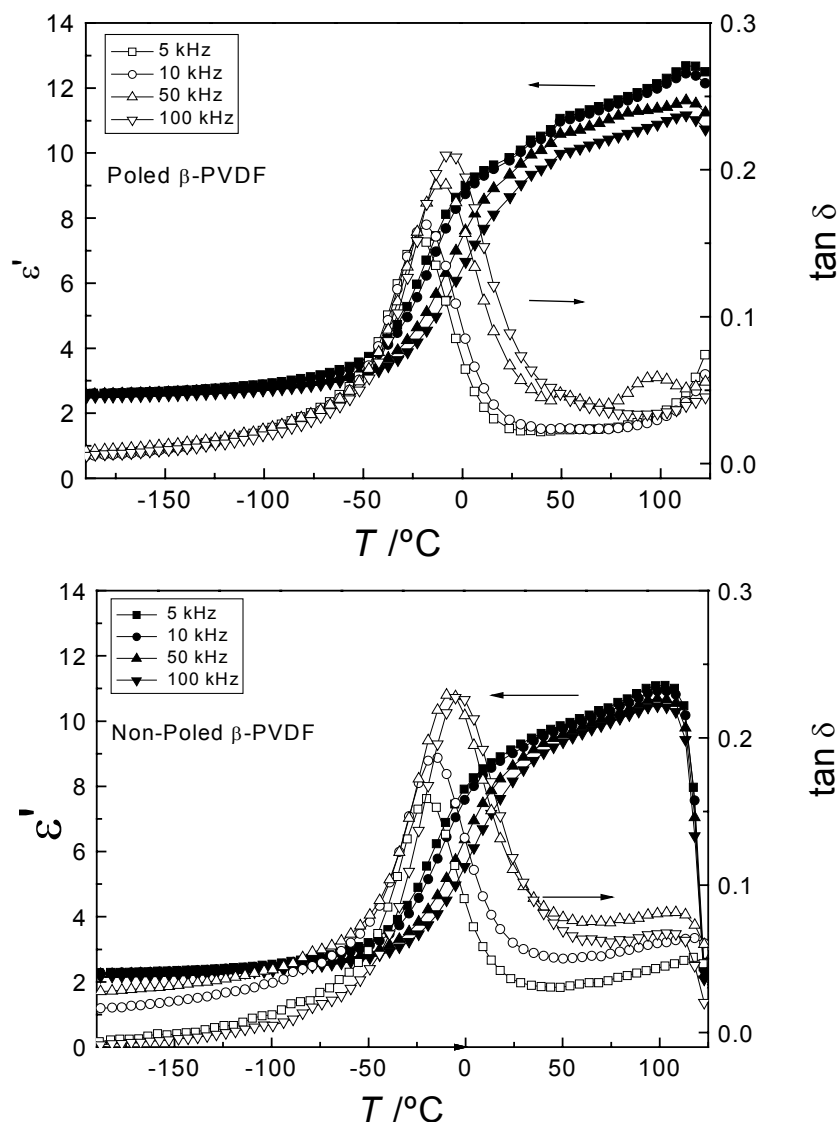 14
12
10
8
6
4
2
0
0.3
0.2
0.1
0.0
5 kHz
10 kHz
50 kHz
100 kHz
Poled β-PVDF
ε'
tan δ
-150
-100
-50
0
50
100
T /ºC
14
12
10
8
6
4
2
0
0.3
0.2
0.1
0.0
5 kHz
10 kHz
50 kHz
100 kHz
Non-Poled β-PVDF
ε'
tan δ
-150
-100
-50
0
50
100
T /ºC